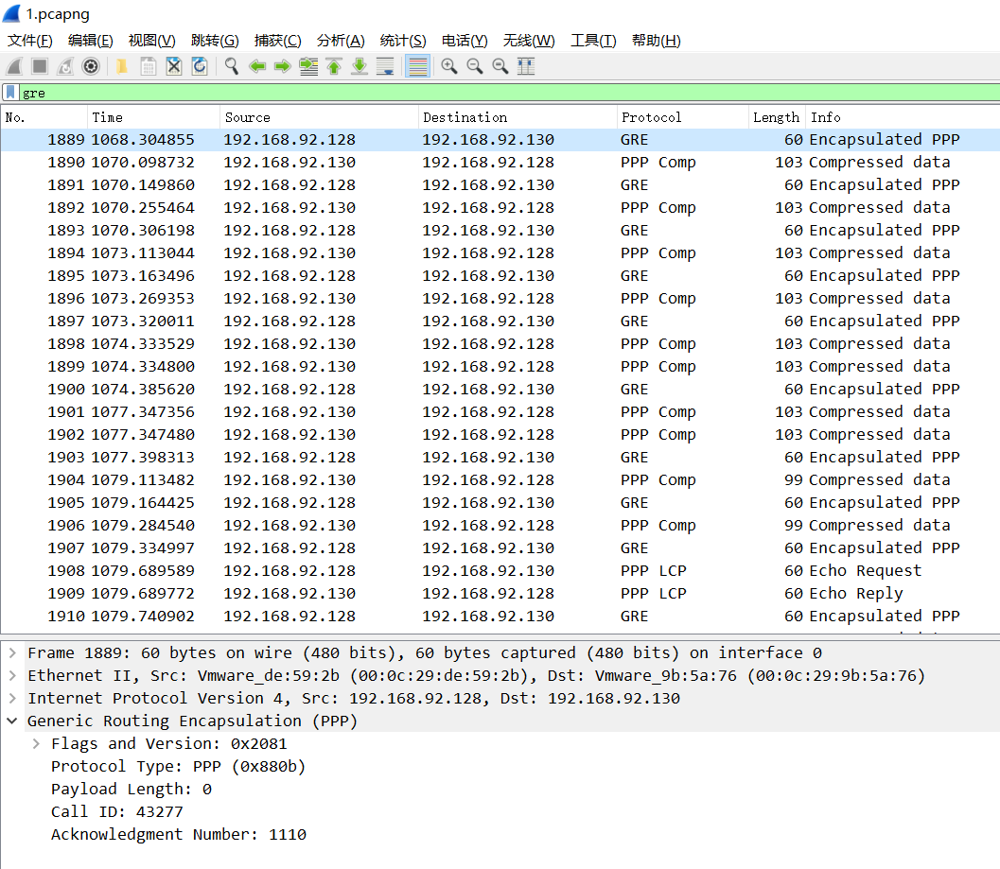 1.pcapng
文件(F) 编辑(E) 视图(V) 跳转(G) 捕获(C) 分析(A) 统计(S) 电话(Y) 无线(W) 工具(T) 帮助(H)
gre
No. Time Source Destination Protocol Length Info
1889 1068.304855 192.168.92.128 192.168.92.130 GRE 60 Encapsulated PPP
1890 1070.098732 192.168.92.130 192.168.92.128 PPP Comp 103 Compressed data
1891 1070.149860 192.168.92.128 192.168.92.130 GRE 60 Encapsulated PPP
1892 1070.255464 192.168.92.130 192.168.92.128 PPP Comp 103 Compressed data
1893 1070.306198 192.168.92.128 192.168.92.130 GRE 60 Encapsulated PPP
1894 1073.113044 192.168.92.130 192.168.92.128 PPP Comp 103 Compressed data
1895 1073.163496 192.168.92.128 192.168.92.130 GRE 60 Encapsulated PPP
1896 1073.269353 192.168.92.130 192.168.92.128 PPP Comp 103 Compressed data
1897 1073.320011 192.168.92.128 192.168.92.130 GRE 60 Encapsulated PPP
1898 1074.333529 192.168.92.130 192.168.92.128 PPP Comp 103 Compressed data
1899 1074.334800 192.168.92.130 192.168.92.128 PPP Comp 103 Compressed data
1900 1074.385620 192.168.92.128 192.168.92.130 GRE 60 Encapsulated PPP
1901 1077.347356 192.168.92.130 192.168.92.128 PPP Comp 103 Compressed data
1902 1077.347480 192.168.92.130 192.168.92.128 PPP Comp 103 Compressed data
1903 1077.398313 192.168.92.128 192.168.92.130 GRE 60 Encapsulated PPP
1904 1079.113482 192.168.92.130 192.168.92.128 PPP Comp 99 Compressed data
1905 1079.164425 192.168.92.128 192.168.92.130 GRE 60 Encapsulated PPP
1906 1079.284540 192.168.92.130 192.168.92.128 PPP Comp 99 Compressed data
1907 1079.334997 192.168.92.128 192.168.92.130 GRE 60 Encapsulated PPP
1908 1079.689589 192.168.92.128 192.168.92.130 PPP LCP 60 Echo Request
1909 1079.689772 192.168.92.130 192.168.92.128 PPP LCP 60 Echo Reply
1910 1079.740902 192.168.92.128 192.168.92.130 GRE 60 Encapsulated PPP
Frame 1889: 60 bytes on wire (480 bits), 60 bytes captured (480 bits) on interface 0
Ethernet II, Src: Vmware_de:59:2b (00:0c:29:de:59:2b), Dst: Vmware_9b:5a:76 (00:0c:29:9b:5a:76)
Internet Protocol Version 4, Src: 192.168.92.128, Dst: 192.168.92.130
Generic Routing Encapsulation (PPP)
Flags and Version: 0x2081
Protocol Type: PPP (0x880b)
Payload Length: 0
Call ID: 43277
Acknowledgment Number: 1110